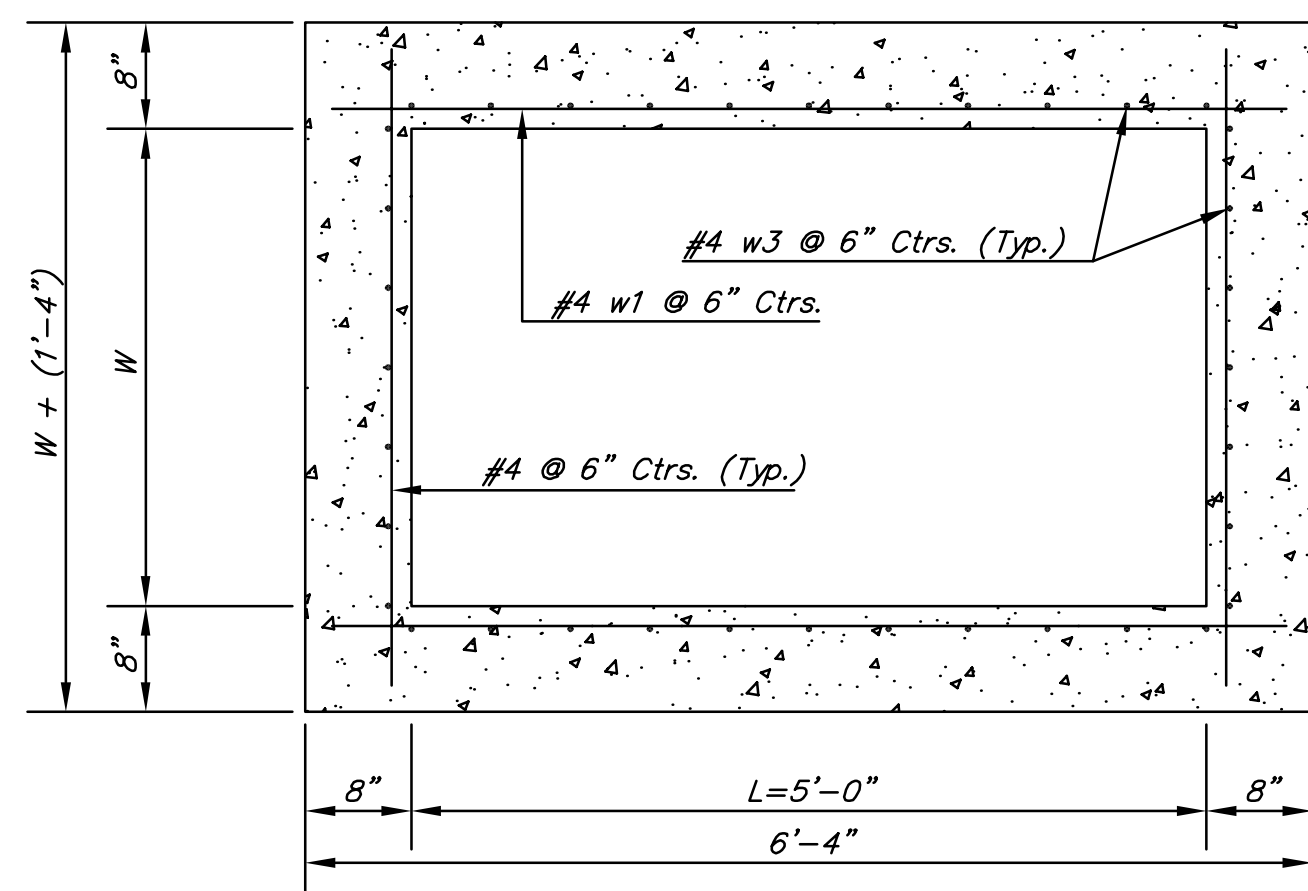 8”
#4 w3 @ 6” Ctrs. (Typ.)
W + (1’–4”)
W
#4 w1 @ 6” Ctrs.
#4 @ 6” Ctrs. (Typ.)
8”
8”
L=5’–0”
8”
6’–4”